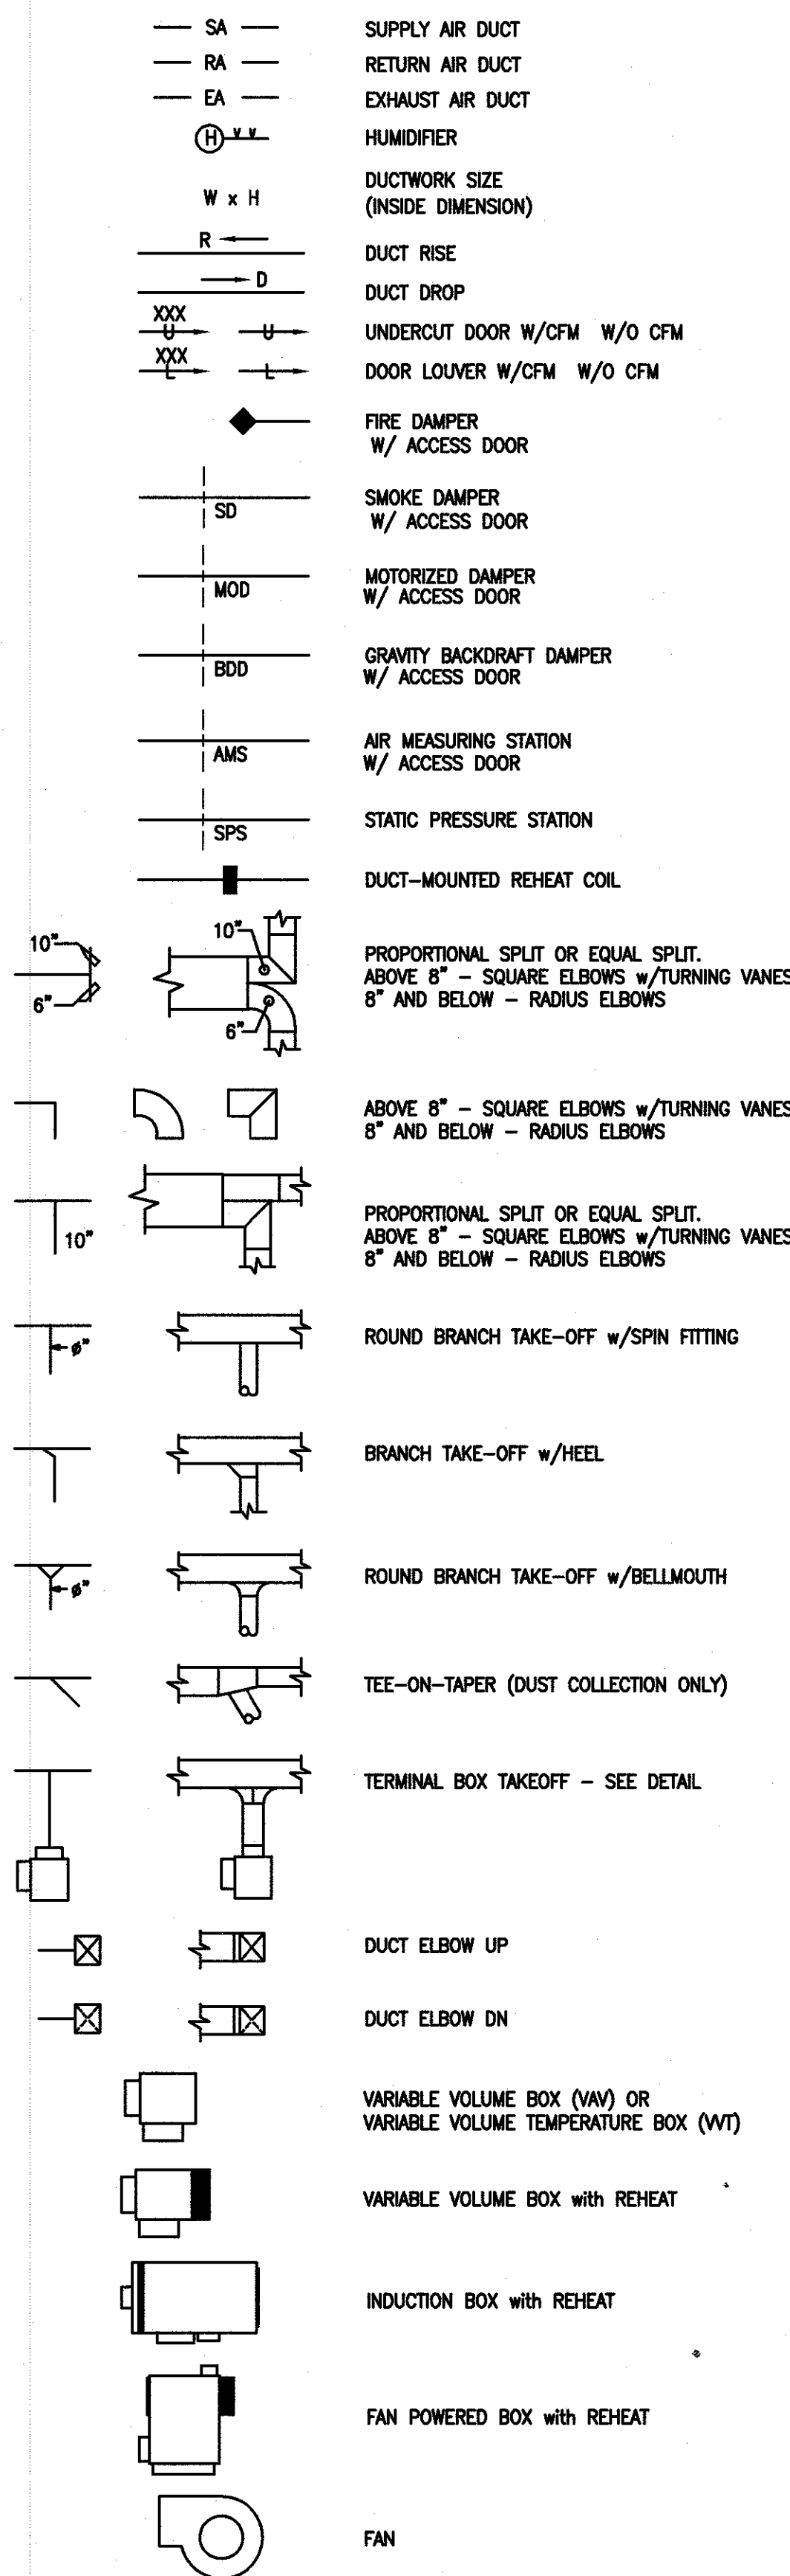 SA SUPPLY AIR DUCT
RA RETURN AIR DUCT
EA EXHAUST AIR DUCT
H HUMIDIFIER
W x H DUCTWORK SIZE
(INSIDE DIMENSION)
R DUCT RISE
D DUCT DROP
XXX
U U UNDERCUT DOOR W/CFM W/O CFM
XXX
L L DOOR LOUVER W/CFM W/O CFM
FIRE DAMPER
W/ ACCESS DOOR
SMOKE DAMPER
SD W/ ACCESS DOOR
MOTORIZED DAMPER
MOD W/ ACCESS DOOR
GRAVITY BACKDRAFT DAMPER
BDD W/ ACCESS DOOR
AIR MEASURING STATION
AMS W/ ACCESS DOOR
STATIC PRESSURE STATION
SPS
DUCT-MOUNTED REHEAT COIL
10" 10"
PROPORTIONAL SPLIT OR EQUAL SPLIT.
ABOVE 8" - SQUARE ELBOWS w/TURNING VANES
6" 8" AND BELOW - RADIUS ELBOWS
6"
ABOVE 8" - SQUARE ELBOWS w/TURNING VANES
8" AND BELOW - RADIUS ELBOWS
PROPORTIONAL SPLIT OR EQUAL SPLIT.
10" ABOVE 8" - SQUARE ELBOWS w/TURNING VANES
8" AND BELOW - RADIUS ELBOWS
ø" ROUND BRANCH TAKE-OFF w/SPIN FITTING
BRANCH TAKE-OFF w/HEEL
ø" ROUND BRANCH TAKE-OFF w/BELLMOUTH
TEE-ON-TAPER (DUST COLLECTION ONLY)
TERMINAL BOX TAKEOFF - SEE DETAIL
DUCT ELBOW UP
DUCT ELBOW DN
VARIABLE VOLUME BOX (VAV) OR
VARIABLE VOLUME TEMPERATURE BOX (VVT)
VARIABLE VOLUME BOX with REHEAT
INDUCTION BOX with REHEAT
FAN POWERED BOX with REHEAT
FAN